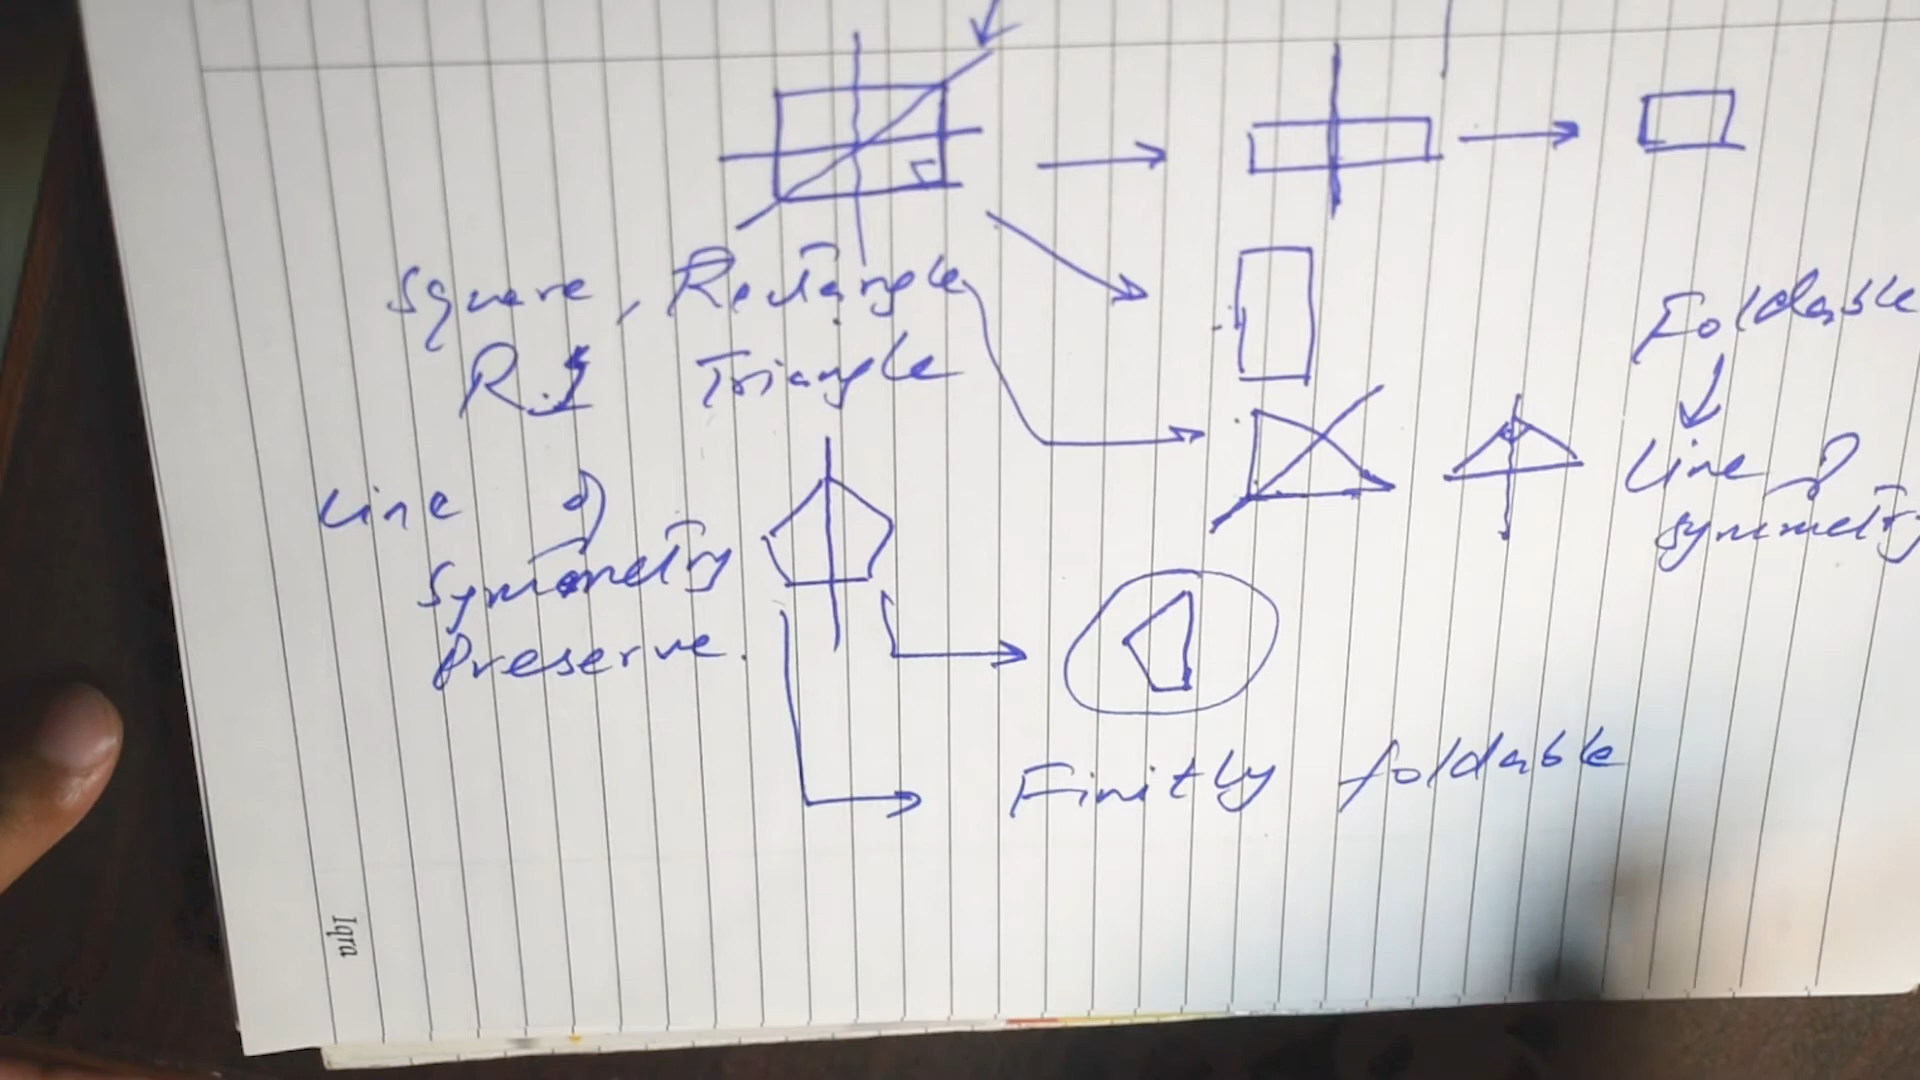 Square, Rectangle
R.I Triangle
Foldable
Line of
symmetry
Line of
Symmetry
Preserve.
Finitly foldable
Iqra